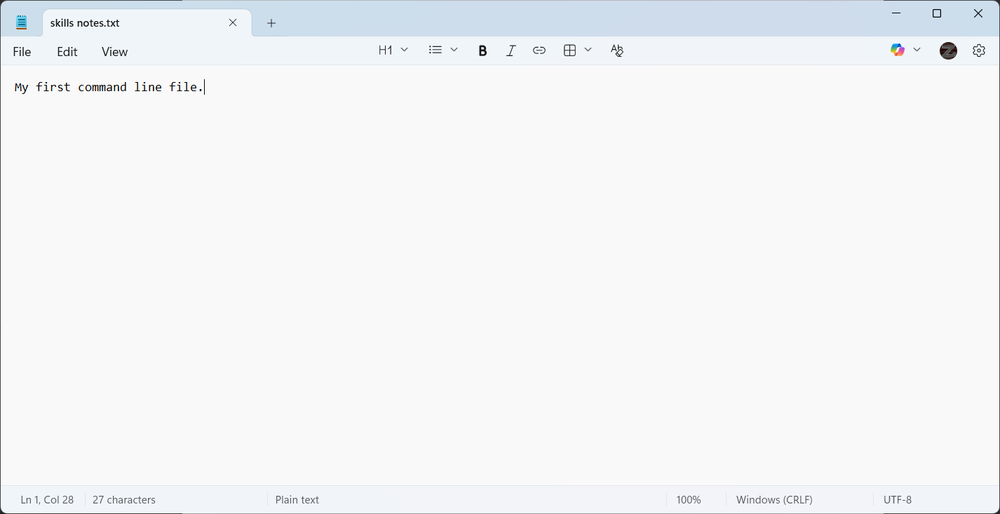 skills notes.txt
File Edit View H1 B I Ab
My first command line file.
Ln 1, Col 28 27 characters Plain text 100% Windows (CRLF) UTF-8